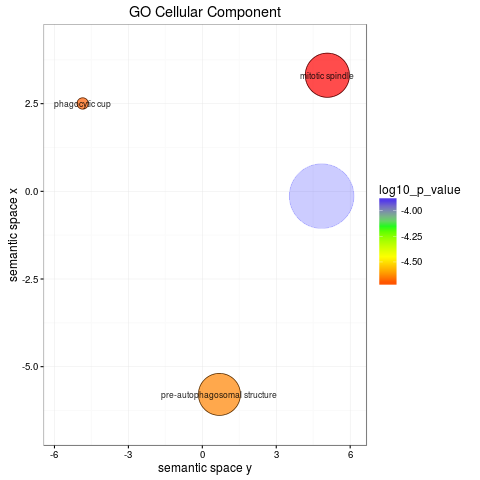 GO Cellular Component
mitotic spindle
phagocytic cup
pre-autophagosomal structure
2.5
0.0
-2.5
-5.0
-6
-3
0
3
6
semantic space x
semantic space y
log10_p_value
-4.00
-4.25
-4.50